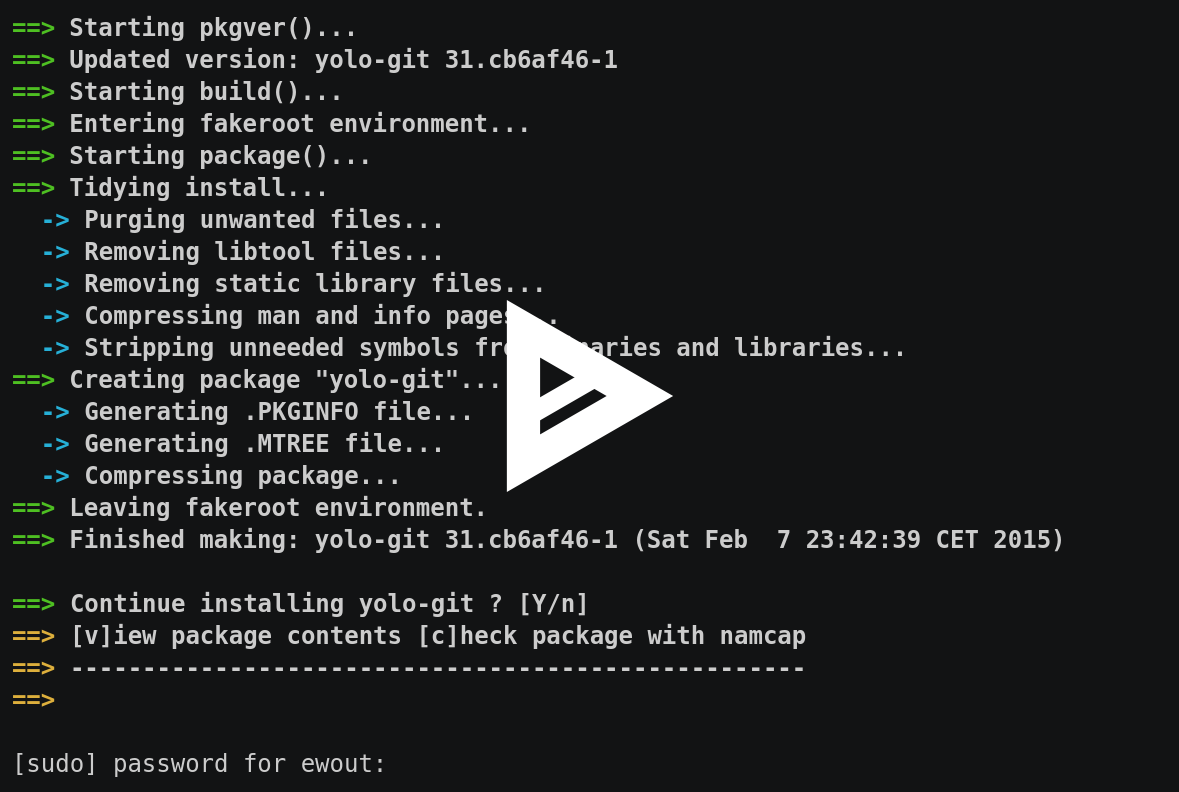 ==> Starting pkgver()...
==> Updated version: yolo-git 31.cb6af46-1
==> Starting build()...
==> Entering fakeroot environment...
==> Starting package()...
==> Tidying install...
  -> Purging unwanted files...
  -> Removing libtool files...
  -> Removing static library files...
  -> Compressing man and info pages...
  -> Stripping unneeded symbols from binaries and libraries...
==> Creating package "yolo-git"...
  -> Generating .PKGINFO file...
  -> Generating .MTREE file...
  -> Compressing package...
==> Leaving fakeroot environment.
==> Finished making: yolo-git 31.cb6af46-1 (Sat Feb  7 23:42:39 CET 2015)

==> Continue installing yolo-git ? [Y/n]
==> [v]iew package contents [c]heck package with namcap
==> ---------------------------------------------------
==>

[sudo] password for ewout: